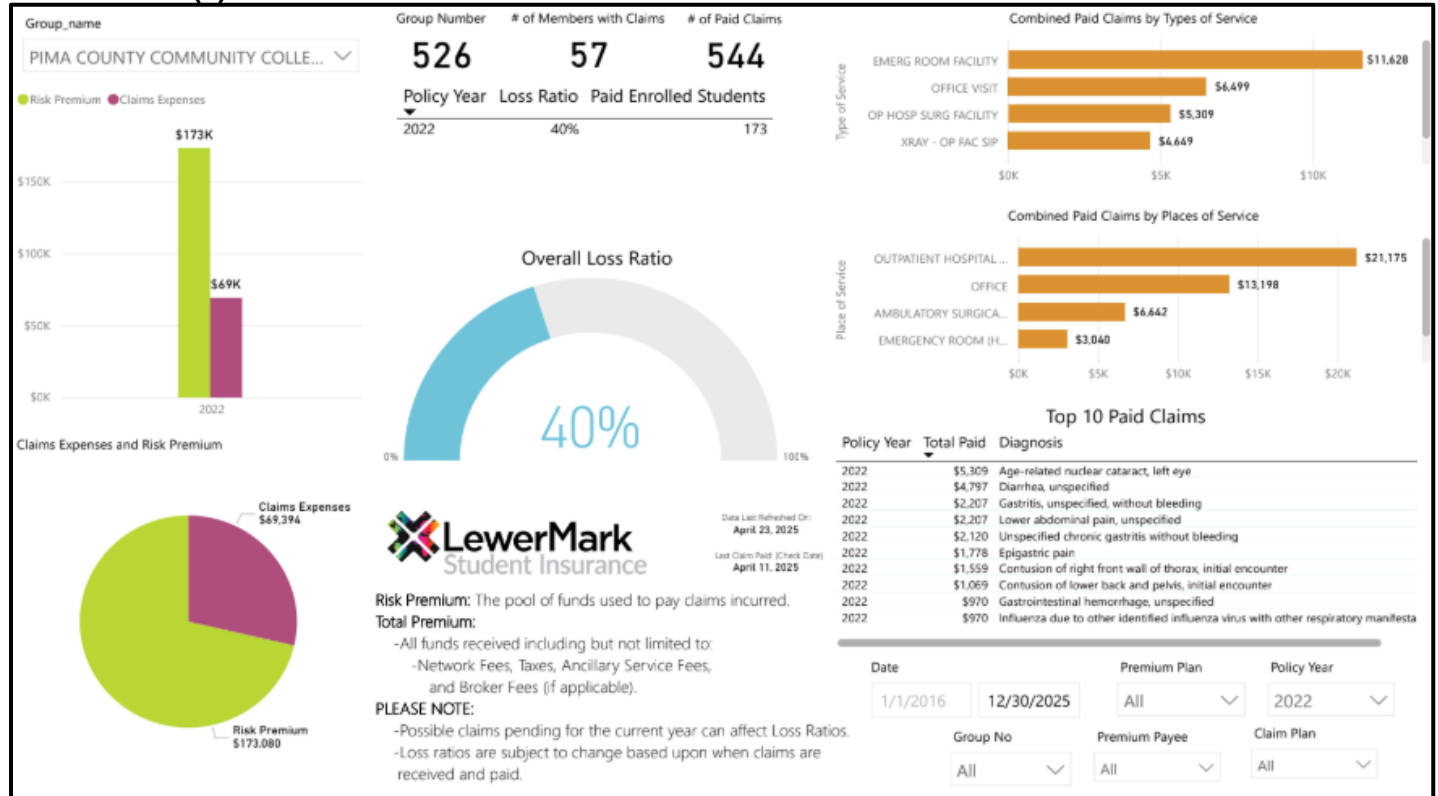 Group_name
PIMA COUNTY COMMUNITY COLLE...
Risk Premium Claims Expenses
$173K
$150K
$100K
$69K
$50K
$0K
2022
Claims Expenses and Risk Premium
Claims Expenses
$69,394
Risk Premium
$173,080
Group Number # of Members with Claims # of Paid Claims
526 57 544
Policy Year Loss Ratio Paid Enrolled Students
2022 40% 173
Overall Loss Ratio
40%
0% 100%
LewerMark
Student Insurance
Data Last Refreshed On:
April 23, 2025
Last Claim Paid: (Check Date)
April 11, 2025
Risk Premium: The pool of funds used to pay claims incurred.
Total Premium:
-All funds received including but not limited to:
-Network Fees, Taxes, Ancillary Service Fees,
and Broker Fees (if applicable).
PLEASE NOTE:
-Possible claims pending for the current year can affect Loss Ratios.
-Loss ratios are subject to change based upon when claims are
received and paid.
Combined Paid Claims by Types of Service
Type of Service
EMERG ROOM FACILITY $11,628
OFFICE VISIT $6,499
OP HOSP SURG FACILITY $5,309
XRAY - OP FAC SIP $4,649
$0K $5K $10K
Combined Paid Claims by Places of Service
Place of Service
OUTPATIENT HOSPITAL ... $21,175
OFFICE $13,198
AMBULATORY SURGICA... $6,642
EMERGENCY ROOM (H... $3,040
$0K $5K $10K $15K $20K
Top 10 Paid Claims
Policy Year Total Paid Diagnosis
2022 $5,309 Age-related nuclear cataract, left eye
2022 $4,797 Diarrhea, unspecified
2022 $2,207 Gastritis, unspecified, without bleeding
2022 $2,207 Lower abdominal pain, unspecified
2022 $2,120 Unspecified chronic gastritis without bleeding
2022 $1,778 Epigastric pain
2022 $1,559 Contusion of right front wall of thorax, initial encounter
2022 $1,069 Contusion of lower back and pelvis, initial encounter
2022 $970 Gastrointestinal hemorrhage, unspecified
2022 $970 Influenza due to other identified influenza virus with other respiratory manifesta
Date Premium Plan Policy Year
1/1/2016 12/30/2025 All 2022
Group No Premium Payee Claim Plan
All All All